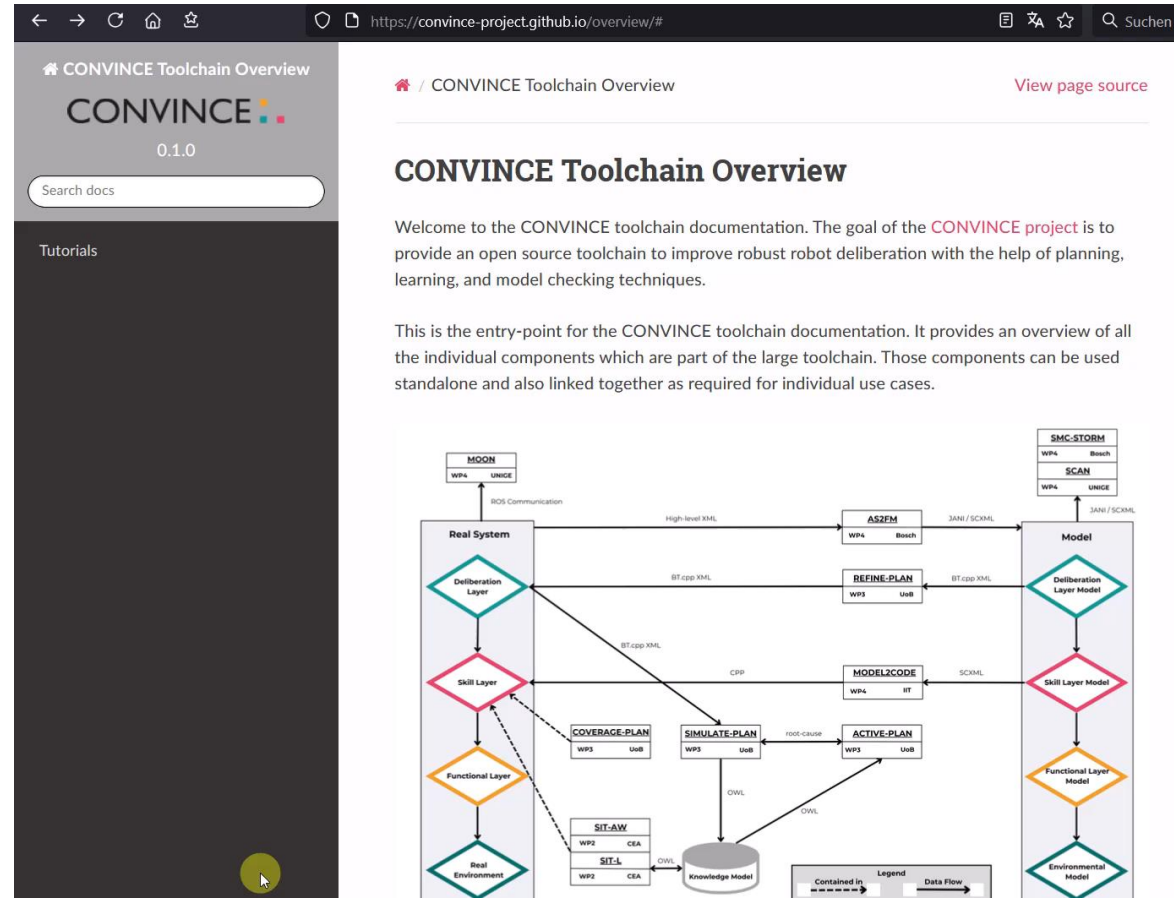 https://convince-project.github.io/overview/#
Suchen
CONVINCE Toolchain Overview
CONVINCE
0.1.0
Search docs
Tutorials
/ CONVINCE Toolchain Overview
View page source
CONVINCE Toolchain Overview
Welcome to the CONVINCE toolchain documentation. The goal of the CONVINCE project is to
provide an open source toolchain to improve robust robot deliberation with the help of planning,
learning, and model checking techniques.
This is the entry-point for the CONVINCE toolchain documentation. It provides an overview of all
the individual components which are part of the large toolchain. Those components can be used
standalone and also linked together as required for individual use cases.
SMC-STORM
WP4 Bosch
SCAN
WP4 UNIGE
MOON
WP4 UNIGE
ROS Communication
JANI / SCXML
High-level XML
AS2FM
WP4 Bosch
JANI / SCXML
Real System
Model
Deliberation
Layer
BT.cpp XML
REFINE-PLAN
WP3 UoB
BT.cpp XML
Deliberation
Layer Model
BT.cpp XML
Skill Layer
CPP
MODEL2CODE
WP4 IIT
SCXML
Skill Layer Model
COVERAGE-PLAN
WP3 UoB
SIMULATE-PLAN
WP3 UoB
root-cause
ACTIVE-PLAN
WP3 UoB
Functional Layer
Functional Layer
Model
OWL
OWL
SIT-AW
WP2 CEA
SIT-L
WP2 CEA
OWL
Knowledge Model
Real
Environment
Environmental
Model
Legend
Contained in
Data Flow